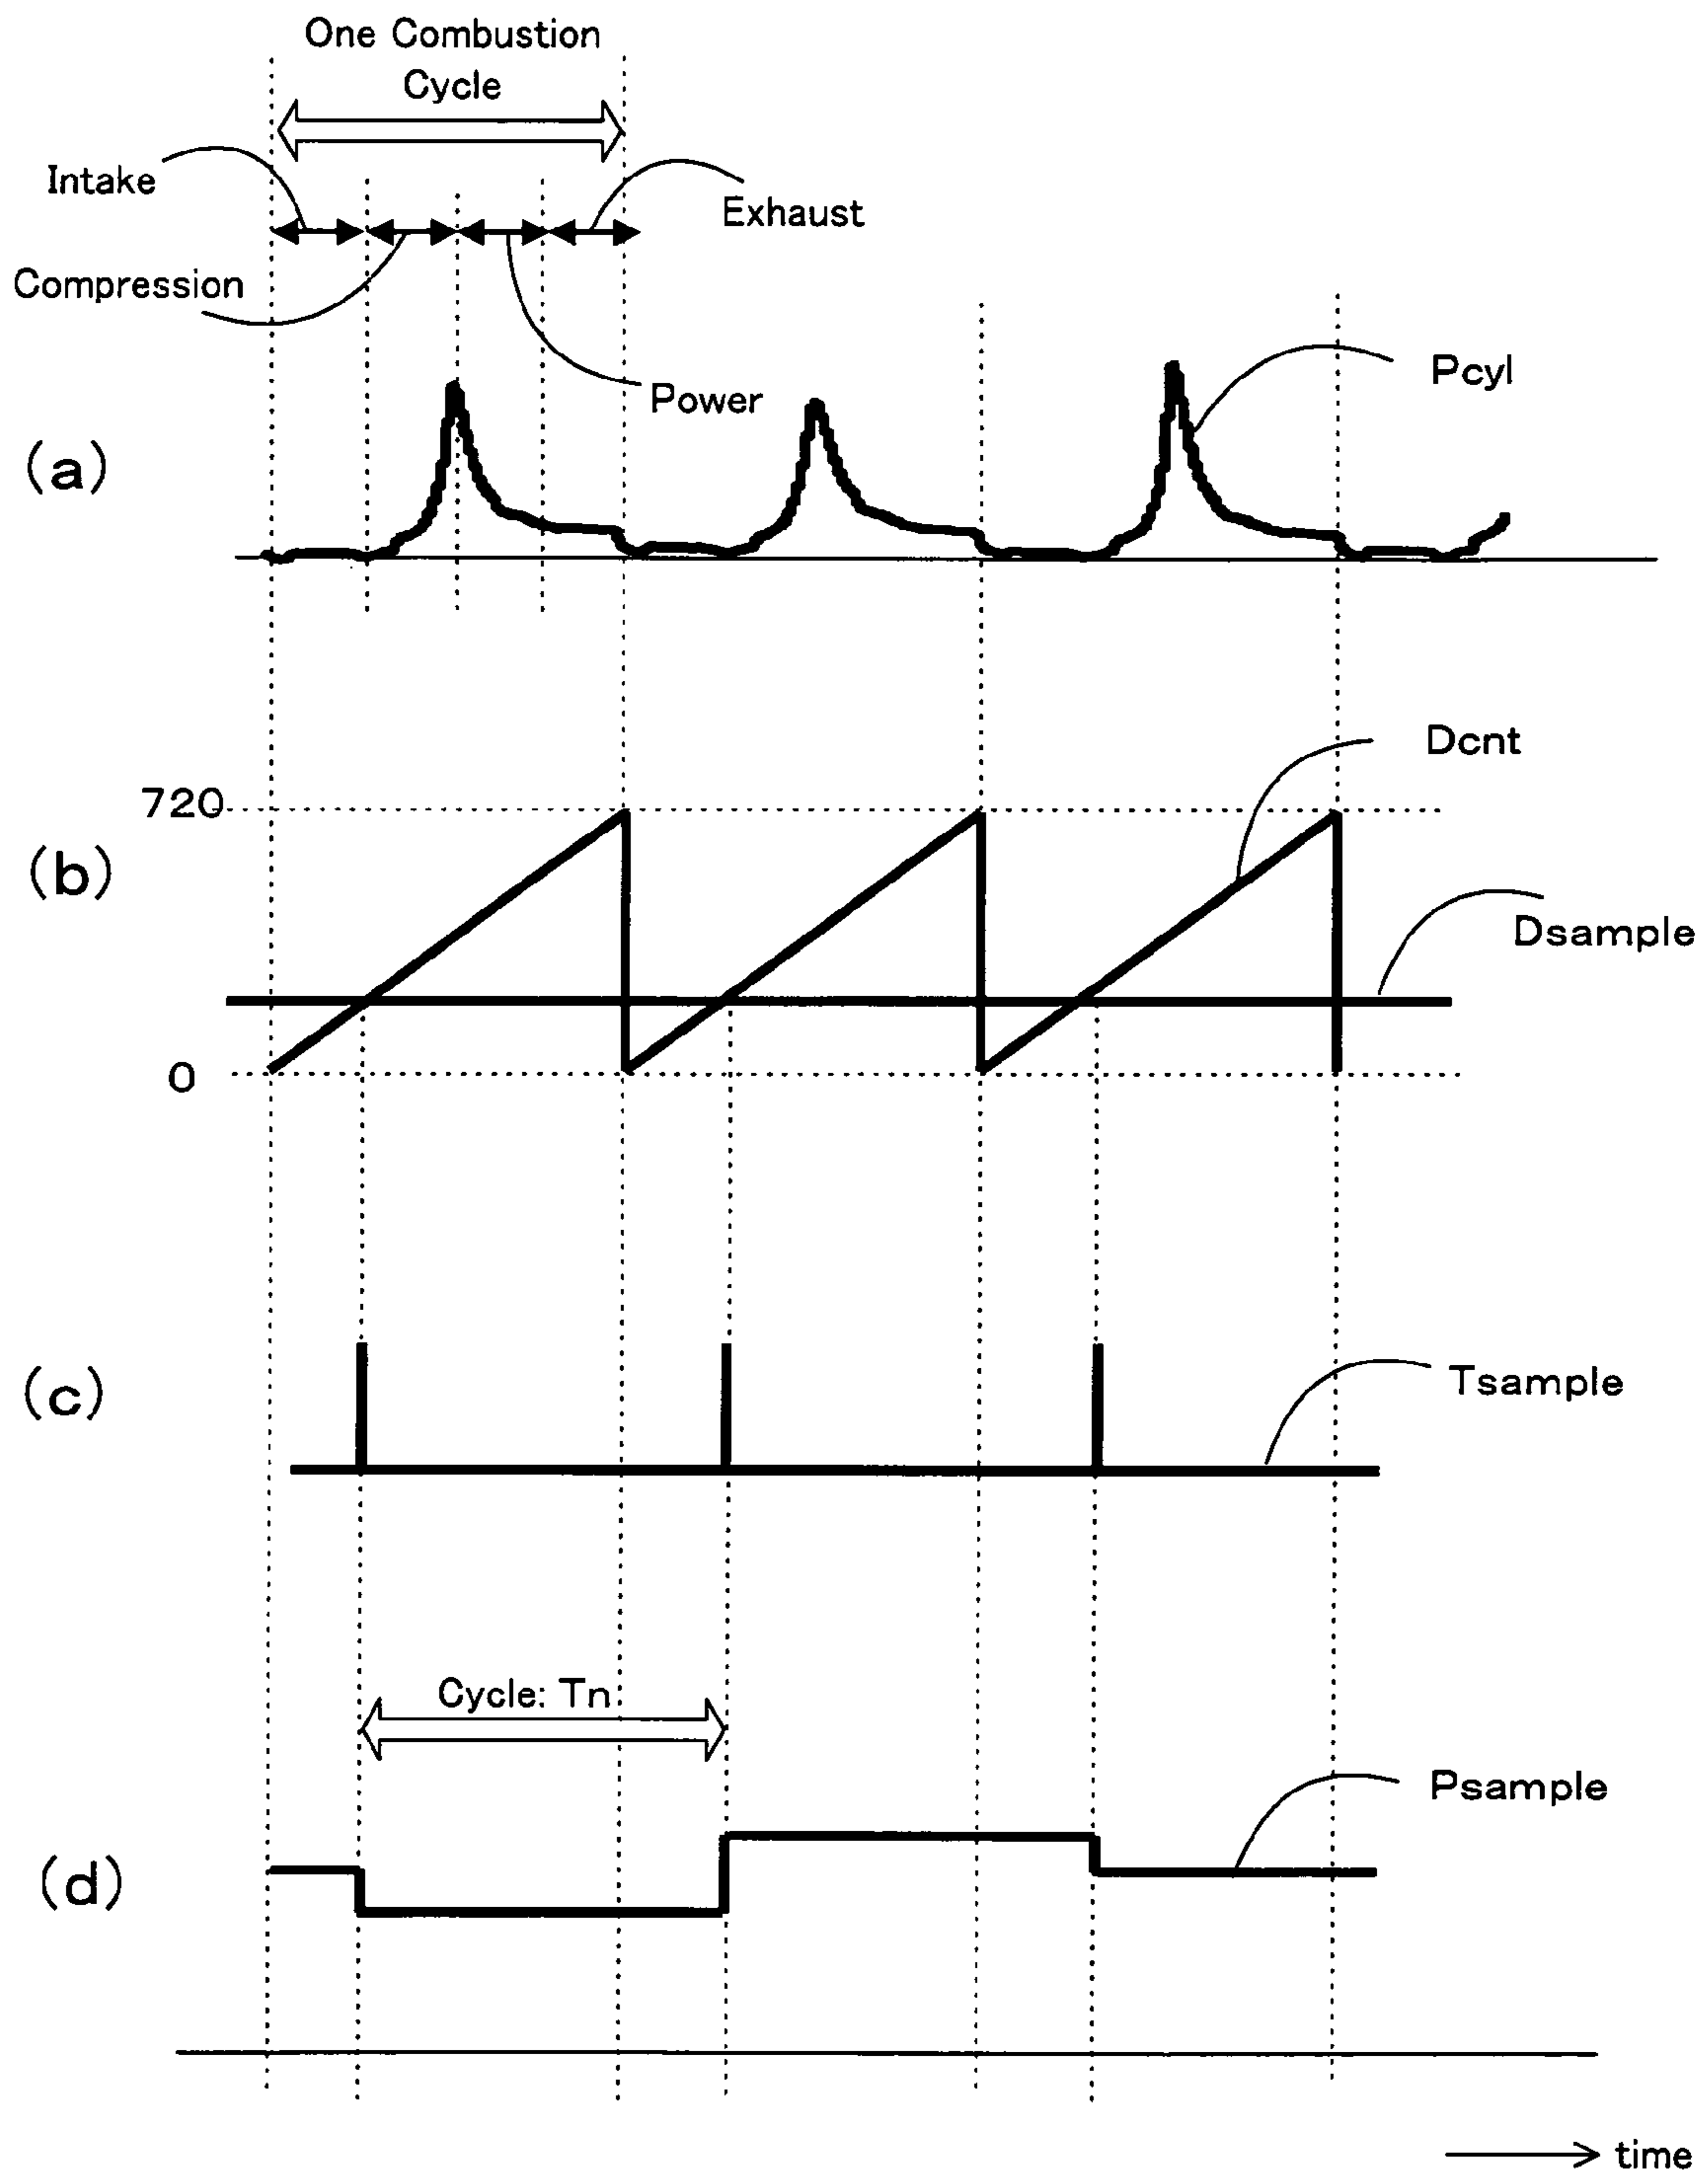 One Combustion
Cycle
Intake
Exhaust
Compression
Power
Pcyl
(a)
Dcnt
720
(b)
Dsample
0
(c)
Tsample
Cycle: Tn
Psample
(d)
time